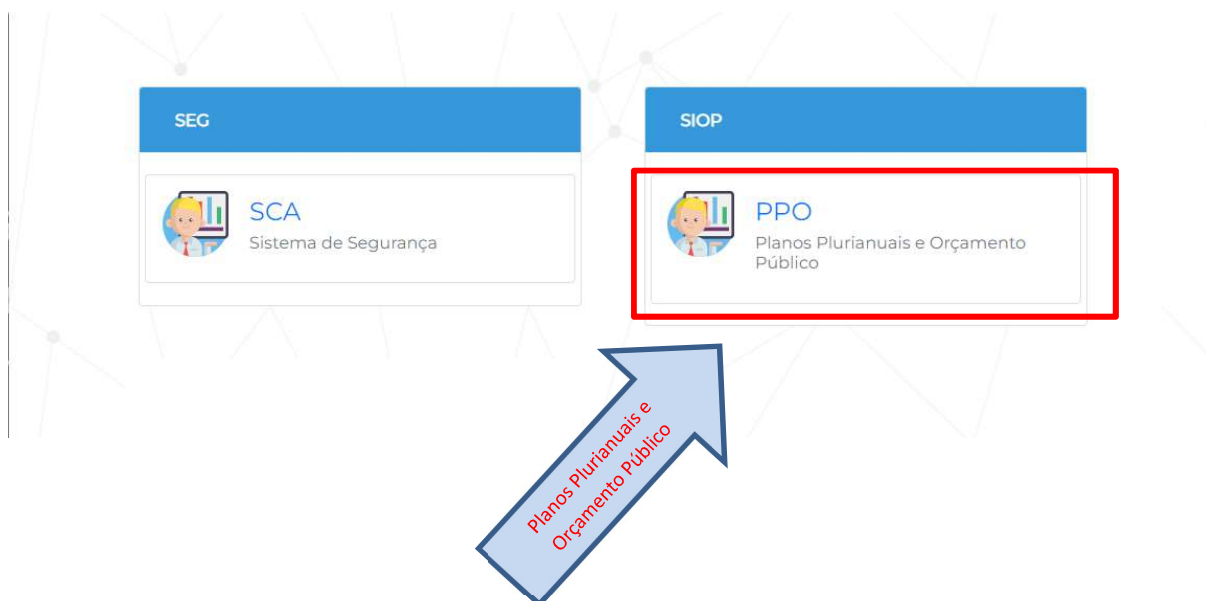 SEG
SCA
Sistema de Segurança
SIOP
PPO
Planos Plurianuais e Orçamento
Público
Planos Plurianuais e
Orçamento Público